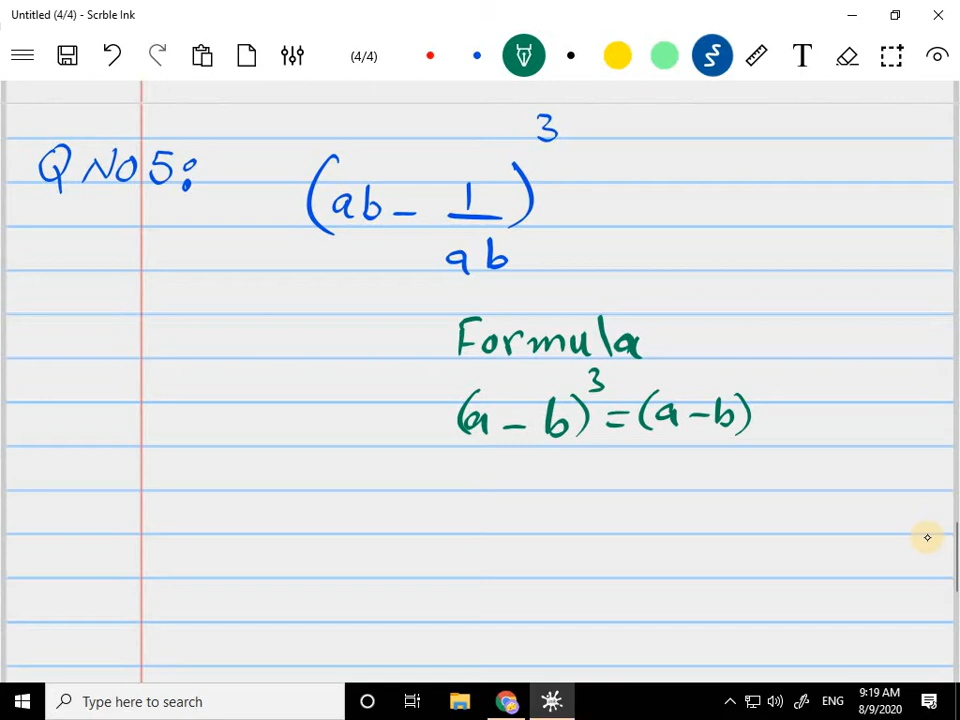 Untitled (4/4) - Scrble Ink
(4/4)
T
Q NO 5: (ab - 1/ab)^3
Formula
(a - b)^3 = (a - b)
Type here to search
ENG
9:19 AM
8/9/2020